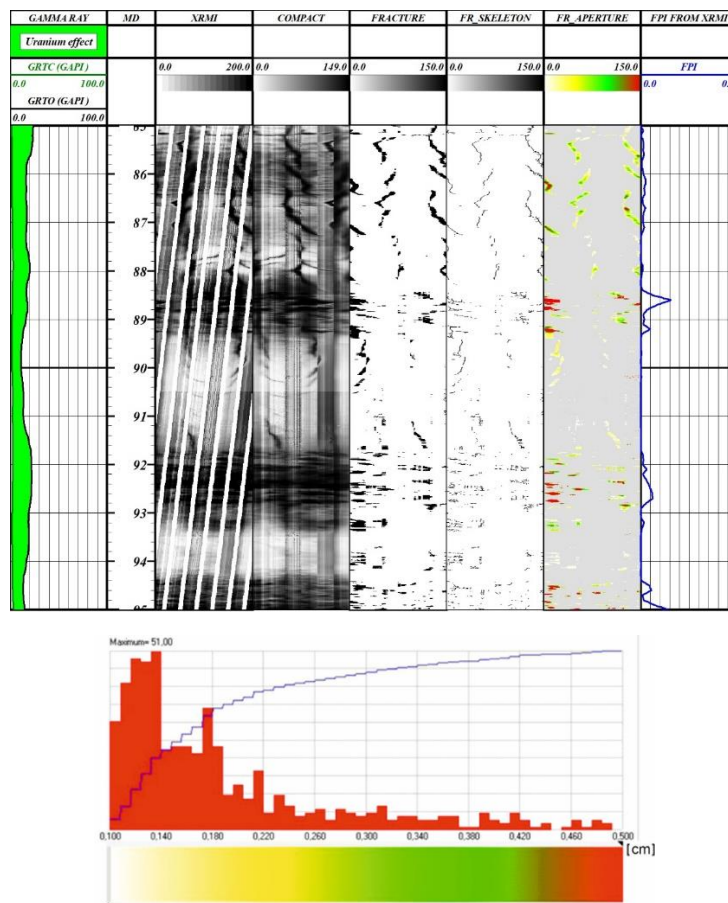 GAMMA RAY MD XRMI COMPACT FRACTURE FR_SKELETON FR_APERTURE FPI FROM XRMI
Uranium effect
GRTC (GAPI)
0.0 100.0
GRTO (GAPI)
0.0 100.0
0.0 200.0
0.0 149.0
0.0 150.0
0.0 150.0
0.0 150.0
FPI
0.0
85
86
87
88
89
90
91
92
93
94
95
Maximum= 51,00
0,100 0,140 0,180 0,220 0,260 0,300 0,340 0,380 0,420 0,460 0,500
[cm]